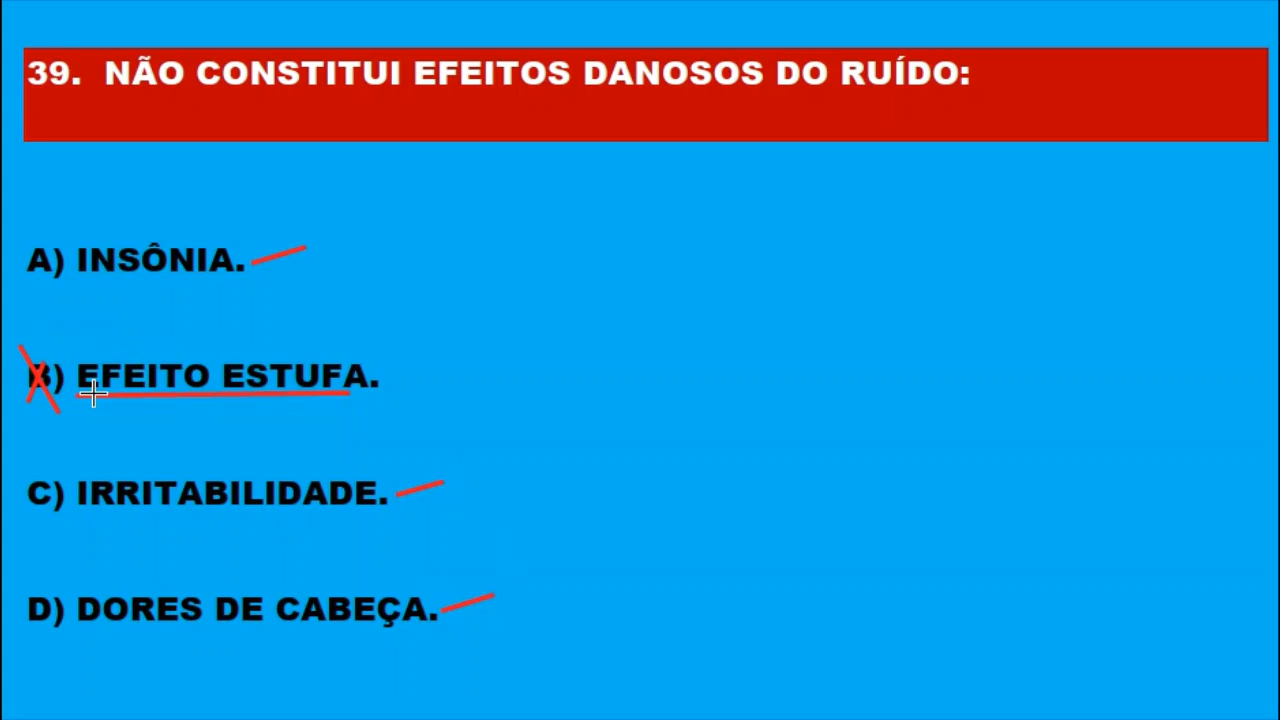 39. NÃO CONSTITUI EFEITOS DANOSOS DO RUÍDO:
A) INSÔNIA.
B) EFEITO ESTUFA.
C) IRRITABILIDADE.
D) DORES DE CABEÇA.